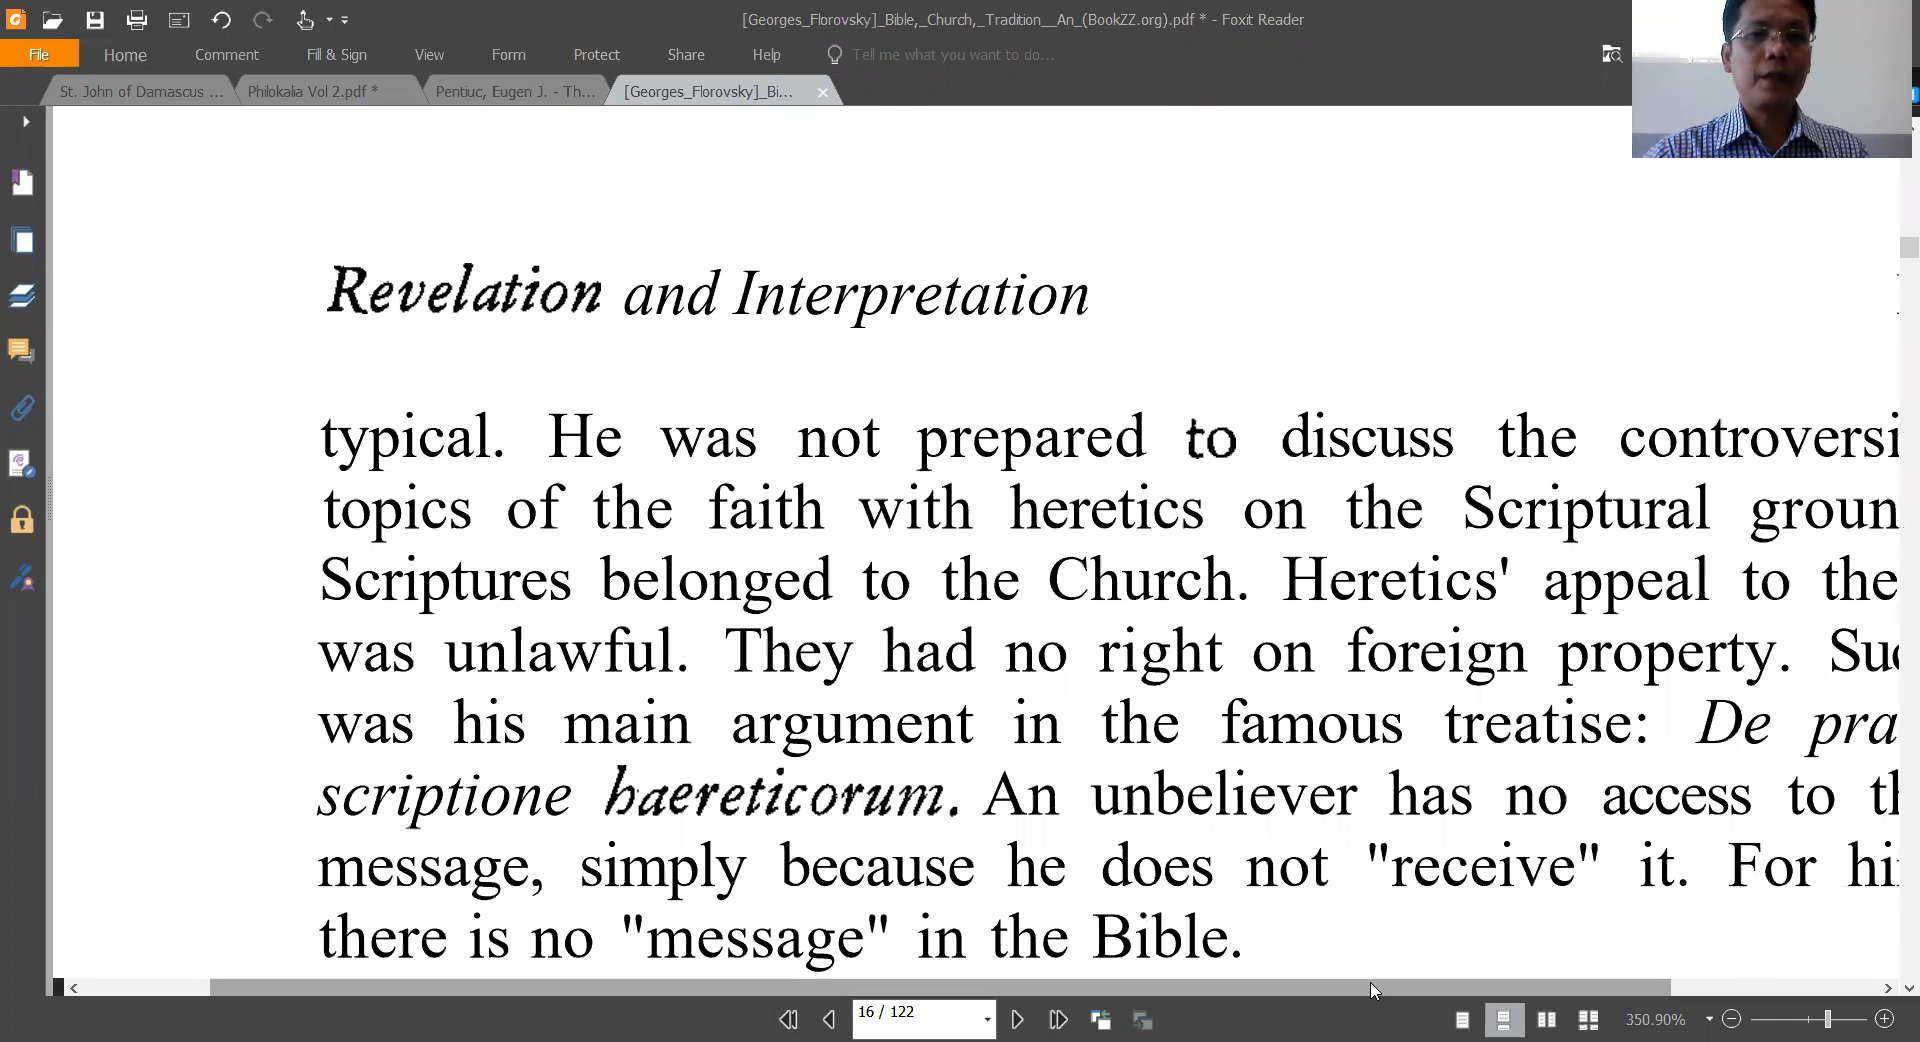 [Georges_Florovsky]_Bible,_Church,_Tradition__An_(BookZZ.org).pdf * - Foxit Reader
File Home Comment Fill & Sign View Form Protect Share Help Tell me what you want to do...
St. John of Damascus ... Philokalia Vol 2.pdf * Pentiuc, Eugen J. - Th... [Georges_Florovsky]_Bi...
Revelation and Interpretation
typical. He was not prepared to discuss the controversi
topics of the faith with heretics on the Scriptural groun
Scriptures belonged to the Church. Heretics' appeal to the
was unlawful. They had no right on foreign property. Suc
was his main argument in the famous treatise: De pra
scriptione haereticorum. An unbeliever has no access to th
message, simply because he does not "receive" it. For hi
there is no "message" in the Bible.
16 / 122 350.90%